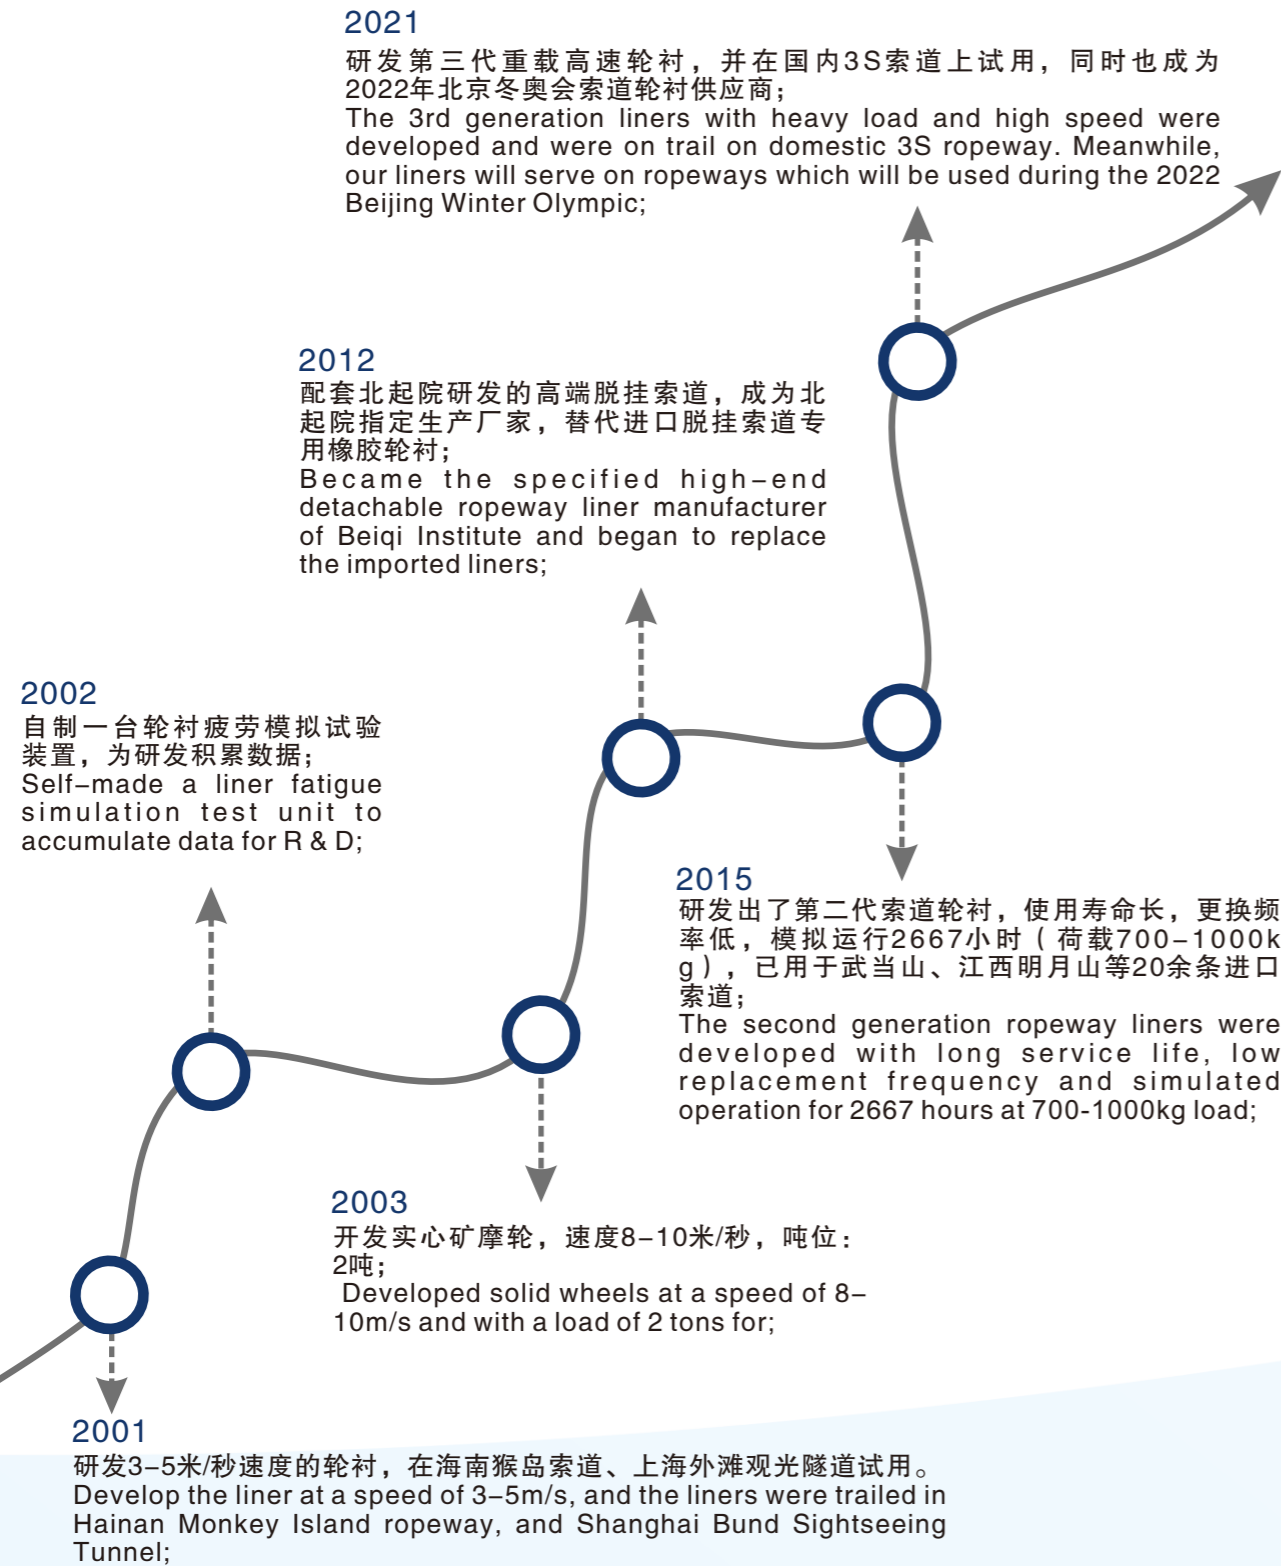 2021
研发第三代重载高速轮衬，并在国内3S索道上试用，同时也成为
2022年北京冬奥会索道轮衬供应商；
The 3rd generation liners with heavy load and high speed were
developed and were on trail on domestic 3S ropeway. Meanwhile,
our liners will serve on ropeways which will be used during the 2022
Beijing Winter Olympic;
2012
配套北起院研发的高端脱挂索道，成为北
起院指定生产厂家，替代进口脱挂索道专
用橡胶轮衬；
Became the specified high–end
detachable ropeway liner manufacturer
of Beiqi Institute and began to replace
the imported liners;
2002
自制一台轮衬疲劳模拟试验
装置，为研发积累数据；
Self–made a liner fatigue
simulation test unit to
accumulate data for R & D;
2015
研发出了第二代索道轮衬，使用寿命长，更换频
率低，模拟运行2667小时（荷载700–1000k
g），已用于武当山、江西明月山等20余条进口
索道；
The second generation ropeway liners were
developed with long service life, low
replacement frequency and simulated
operation for 2667 hours at 700-1000kg load;
2003
开发实心矿摩轮，速度8–10米/秒，吨位：
2吨；
Developed solid wheels at a speed of 8–
10m/s and with a load of 2 tons for;
2001
研发3–5米/秒速度的轮衬，在海南猴岛索道、上海外滩观光隧道试用。
Develop the liner at a speed of 3–5m/s, and the liners were trailed in
Hainan Monkey Island ropeway, and Shanghai Bund Sightseeing
Tunnel;